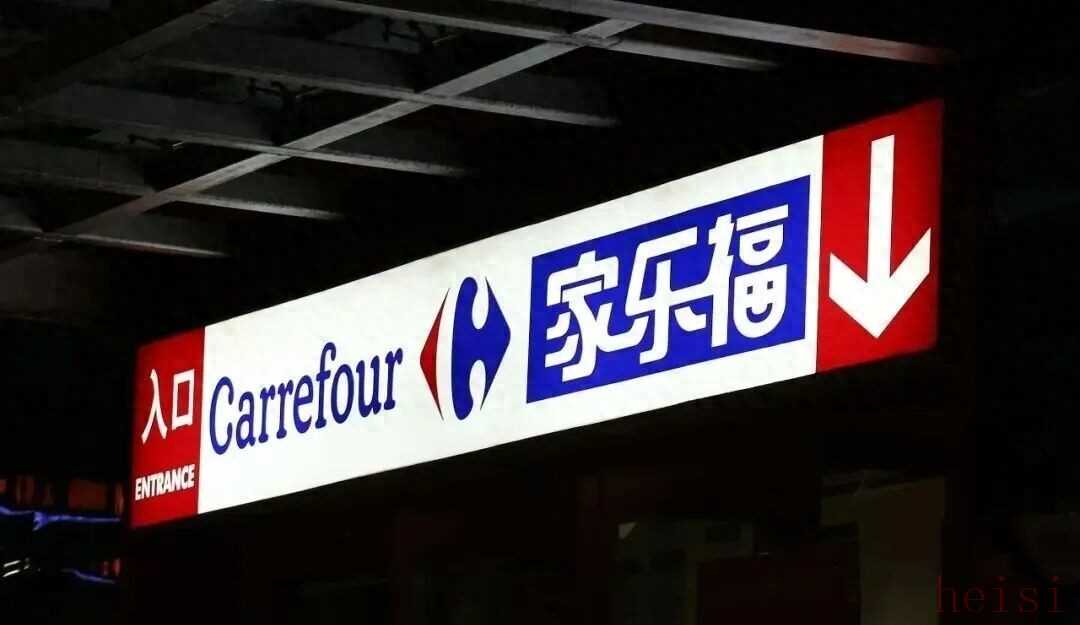 入口
ENTRANCE
Carrefour
家乐福
heisi